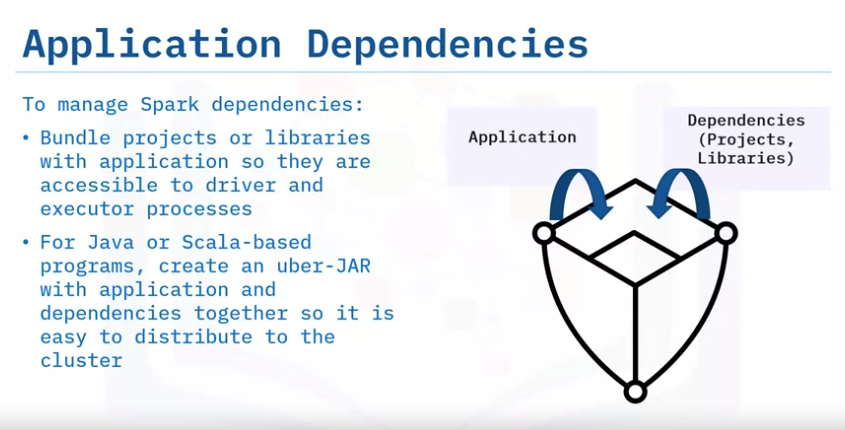 Application Dependencies
To manage Spark dependencies:
• Bundle projects or libraries
with application so they are
accessible to driver and
executor processes
• For Java or Scala-based
programs, create an uber-JAR
with application and
dependencies together so it is
easy to distribute to the
cluster
Application
Dependencies
(Projects,
Libraries)